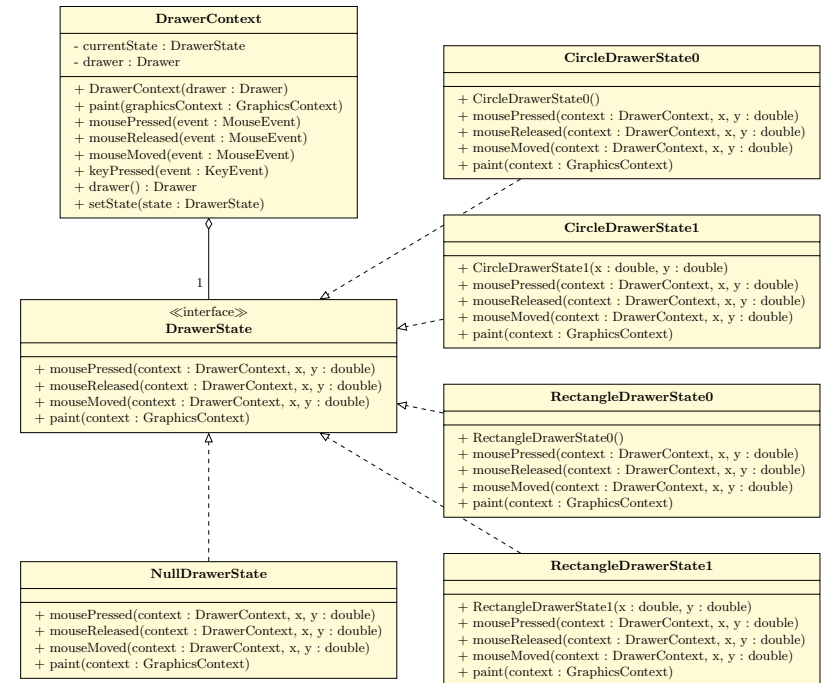 DrawerContext
- currentState : DrawerState
- drawer : Drawer
+ DrawerContext(drawer : Drawer)
+ paint(graphicsContext : GraphicsContext)
+ mousePressed(event : MouseEvent)
+ mouseReleased(event : MouseEvent)
+ mouseMoved(event : MouseEvent)
+ keyPressed(event : KeyEvent)
+ drawer() : Drawer
+ setState(state : DrawerState)
1
≪interface≫
DrawerState
+ mousePressed(context : DrawerContext, x, y : double)
+ mouseReleased(context : DrawerContext, x, y : double)
+ mouseMoved(context : DrawerContext, x, y : double)
+ paint(context : GraphicsContext)
NullDrawerState
+ mousePressed(context : DrawerContext, x, y : double)
+ mouseReleased(context : DrawerContext, x, y : double)
+ mouseMoved(context : DrawerContext, x, y : double)
+ paint(context : GraphicsContext)
CircleDrawerState0
+ CircleDrawerState0()
+ mousePressed(context : DrawerContext, x, y : double)
+ mouseReleased(context : DrawerContext, x, y : double)
+ mouseMoved(context : DrawerContext, x, y : double)
+ paint(context : GraphicsContext)
CircleDrawerState1
+ CircleDrawerState1(x : double, y : double)
+ mousePressed(context : DrawerContext, x, y : double)
+ mouseReleased(context : DrawerContext, x, y : double)
+ mouseMoved(context : DrawerContext, x, y : double)
+ paint(context : GraphicsContext)
RectangleDrawerState0
+ RectangleDrawerState0()
+ mousePressed(context : DrawerContext, x, y : double)
+ mouseReleased(context : DrawerContext, x, y : double)
+ mouseMoved(context : DrawerContext, x, y : double)
+ paint(context : GraphicsContext)
RectangleDrawerState1
+ RectangleDrawerState1(x : double, y : double)
+ mousePressed(context : DrawerContext, x, y : double)
+ mouseReleased(context : DrawerContext, x, y : double)
+ mouseMoved(context : DrawerContext, x, y : double)
+ paint(context : GraphicsContext)